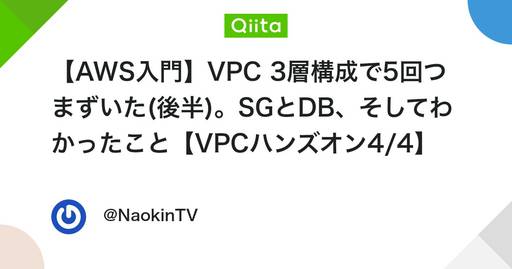 Qiita
【AWS入門】VPC 3層構成で5回つ
まずいた(後半)。SGとDB、そしてわ
かったこと【VPCハンズオン4/4】
@NaokinTV